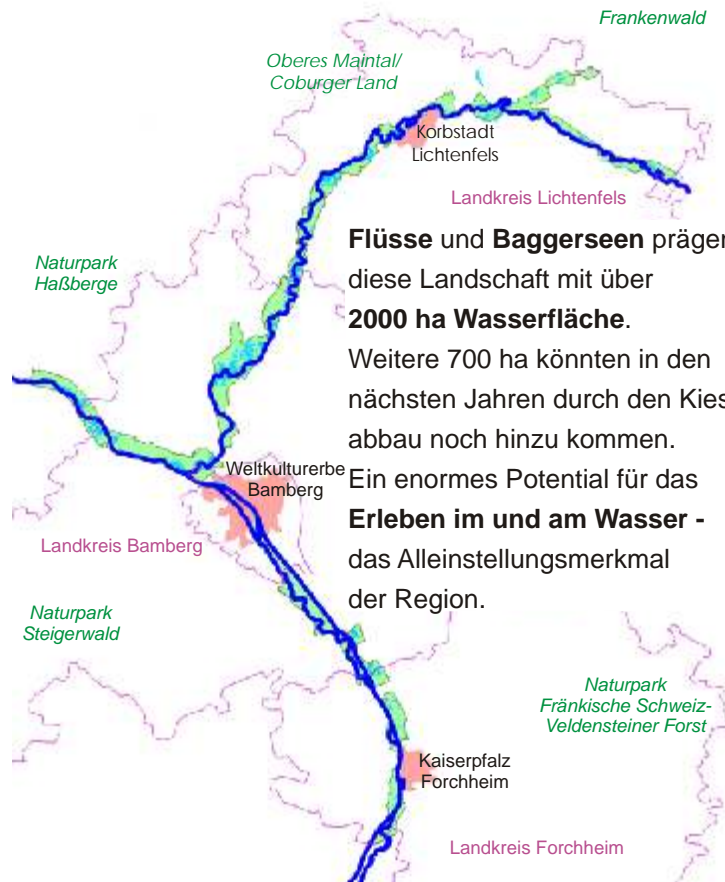 Frankenwald
Oberes Maintal/
Coburger Land
Korbstadt
Lichtenfels
Landkreis Lichtenfels
Flüsse und Baggerseen präger
diese Landschaft mit über
2000 ha Wasserfläche.
Weitere 700 ha könnten in den
nächsten Jahren durch den Kies
abbau noch hinzu kommen.
Ein enormes Potential für das
Erleben im und am Wasser -
das Alleinstellungsmerkmal
der Region.
Naturpark
Haßberge
Weltkulturerbe
Bamberg
Landkreis Bamberg
Naturpark
Steigerwald
Naturpark
Fränkische Schweiz-
Veldensteiner Forst
Kaiserpfalz
Forchheim
Landkreis Forchheim